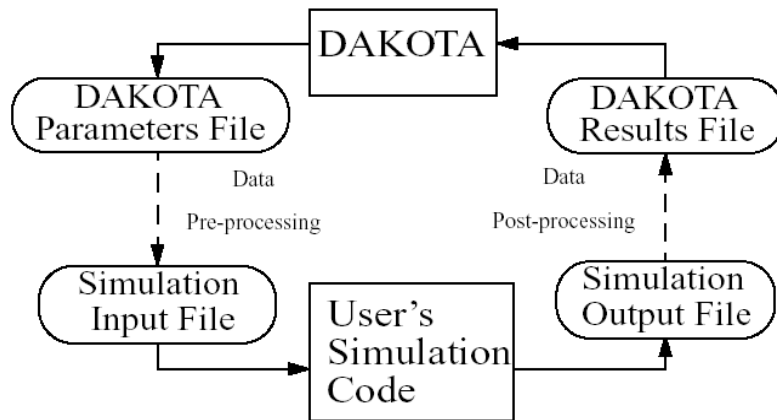 DAKOTA
DAKOTA
Parameters File
DAKOTA
Results File
Data
Pre-processing
Data
Post-processing
Simulation
Input File
User's
Simulation
Code
Simulation
Output File